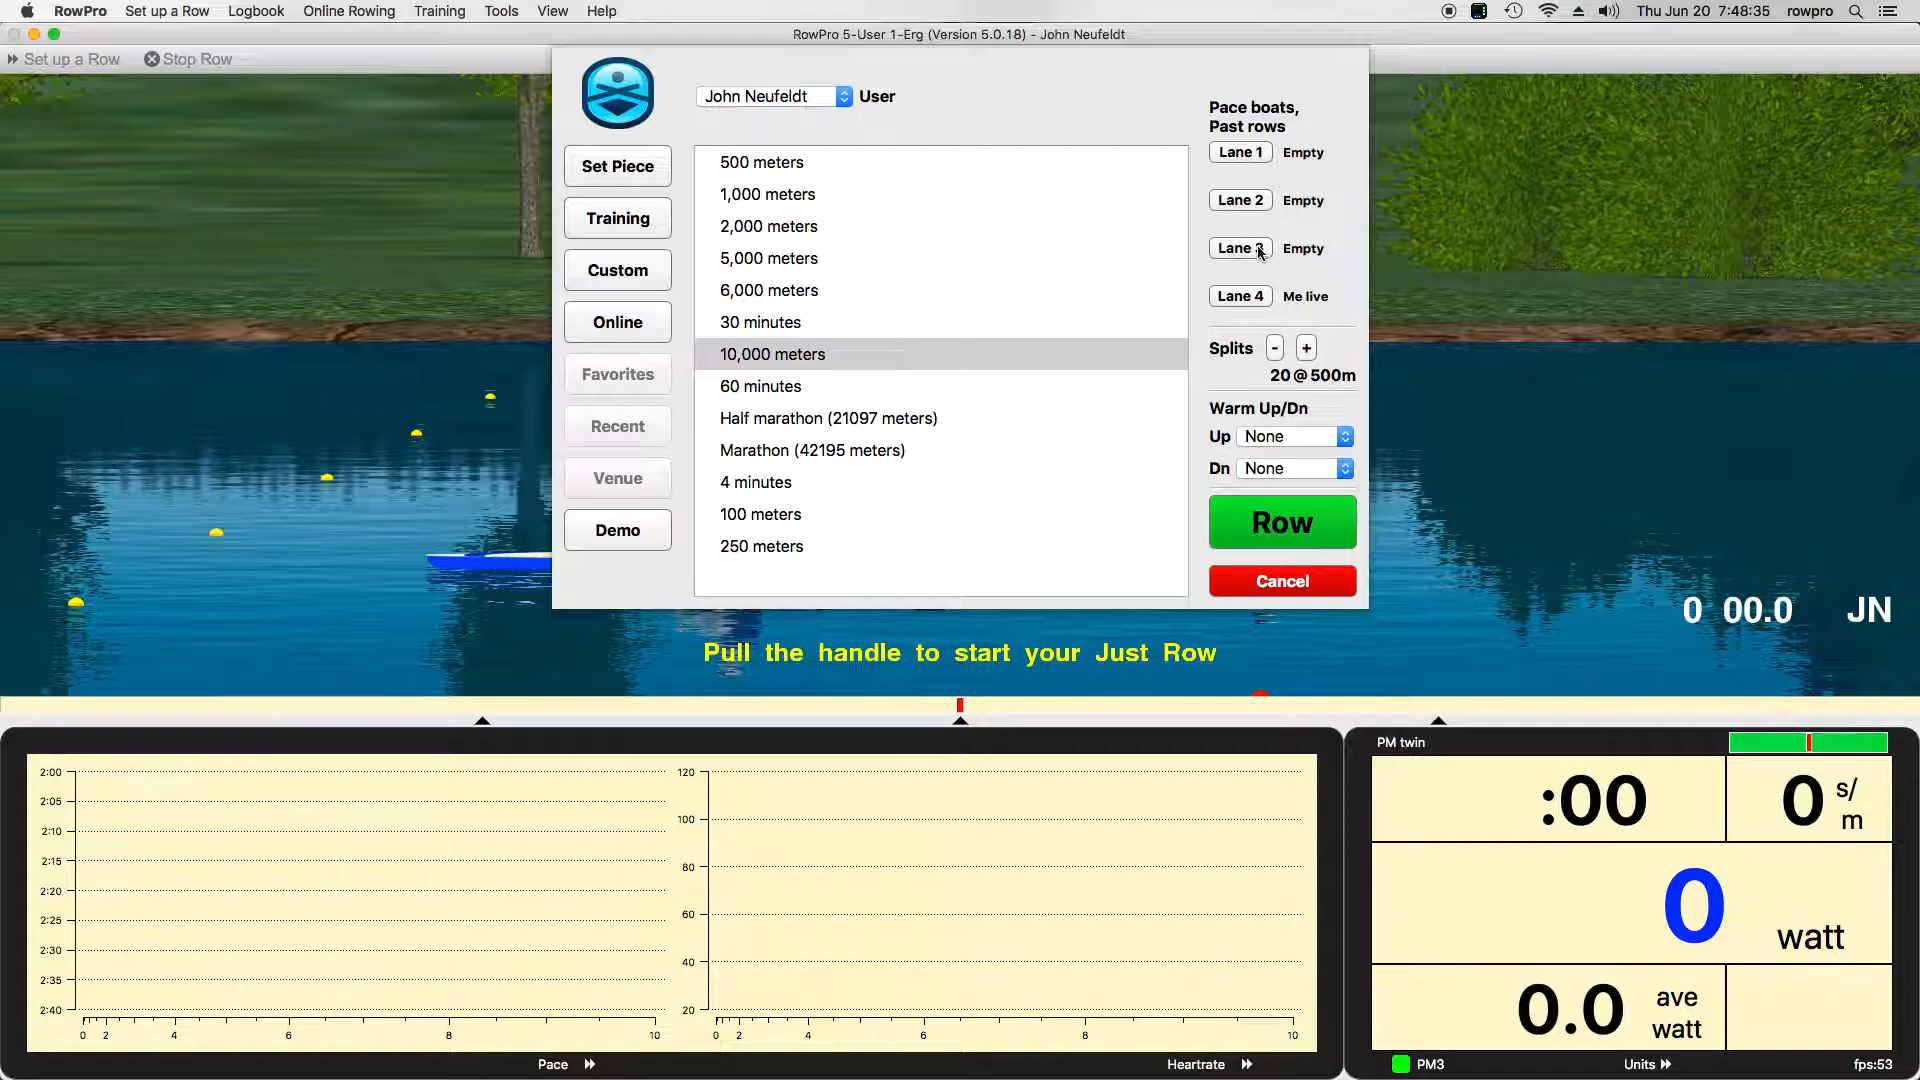 RowPro Set up a Row Logbook Online Rowing Training Tools View Help Thu Jun 20 7:48:35 rowpro
RowPro 5-User 1-Erg (Version 5.0.18) - John Neufeldt
Set up a Row Stop Row
John Neufeldt User
Set Piece
Training
Custom
Online
Favorites
Recent
Venue
Demo
500 meters
1,000 meters
2,000 meters
5,000 meters
6,000 meters
30 minutes
10,000 meters
60 minutes
Half marathon (21097 meters)
Marathon (42195 meters)
4 minutes
100 meters
250 meters
Pace boats,
Past rows
Lane 1 Empty
Lane 2 Empty
Lane 3 Empty
Lane 4 Me live
Splits - +
20@500m
Warm Up/Dn
Up None
Dn None
Row
Cancel
0 00.0 JN
Pull the handle to start your Just Row
2:00
2:05
2:10
2:15
2:20
2:25
2:30
2:35
2:40
0 2 4 6 8 10
Pace
120
100
80
60
40
20
0 2 4 6 8 10
Heartrate
PM twin
:00
0 s/
m
0 watt
0.0 ave
watt
PM3 Units fps:53